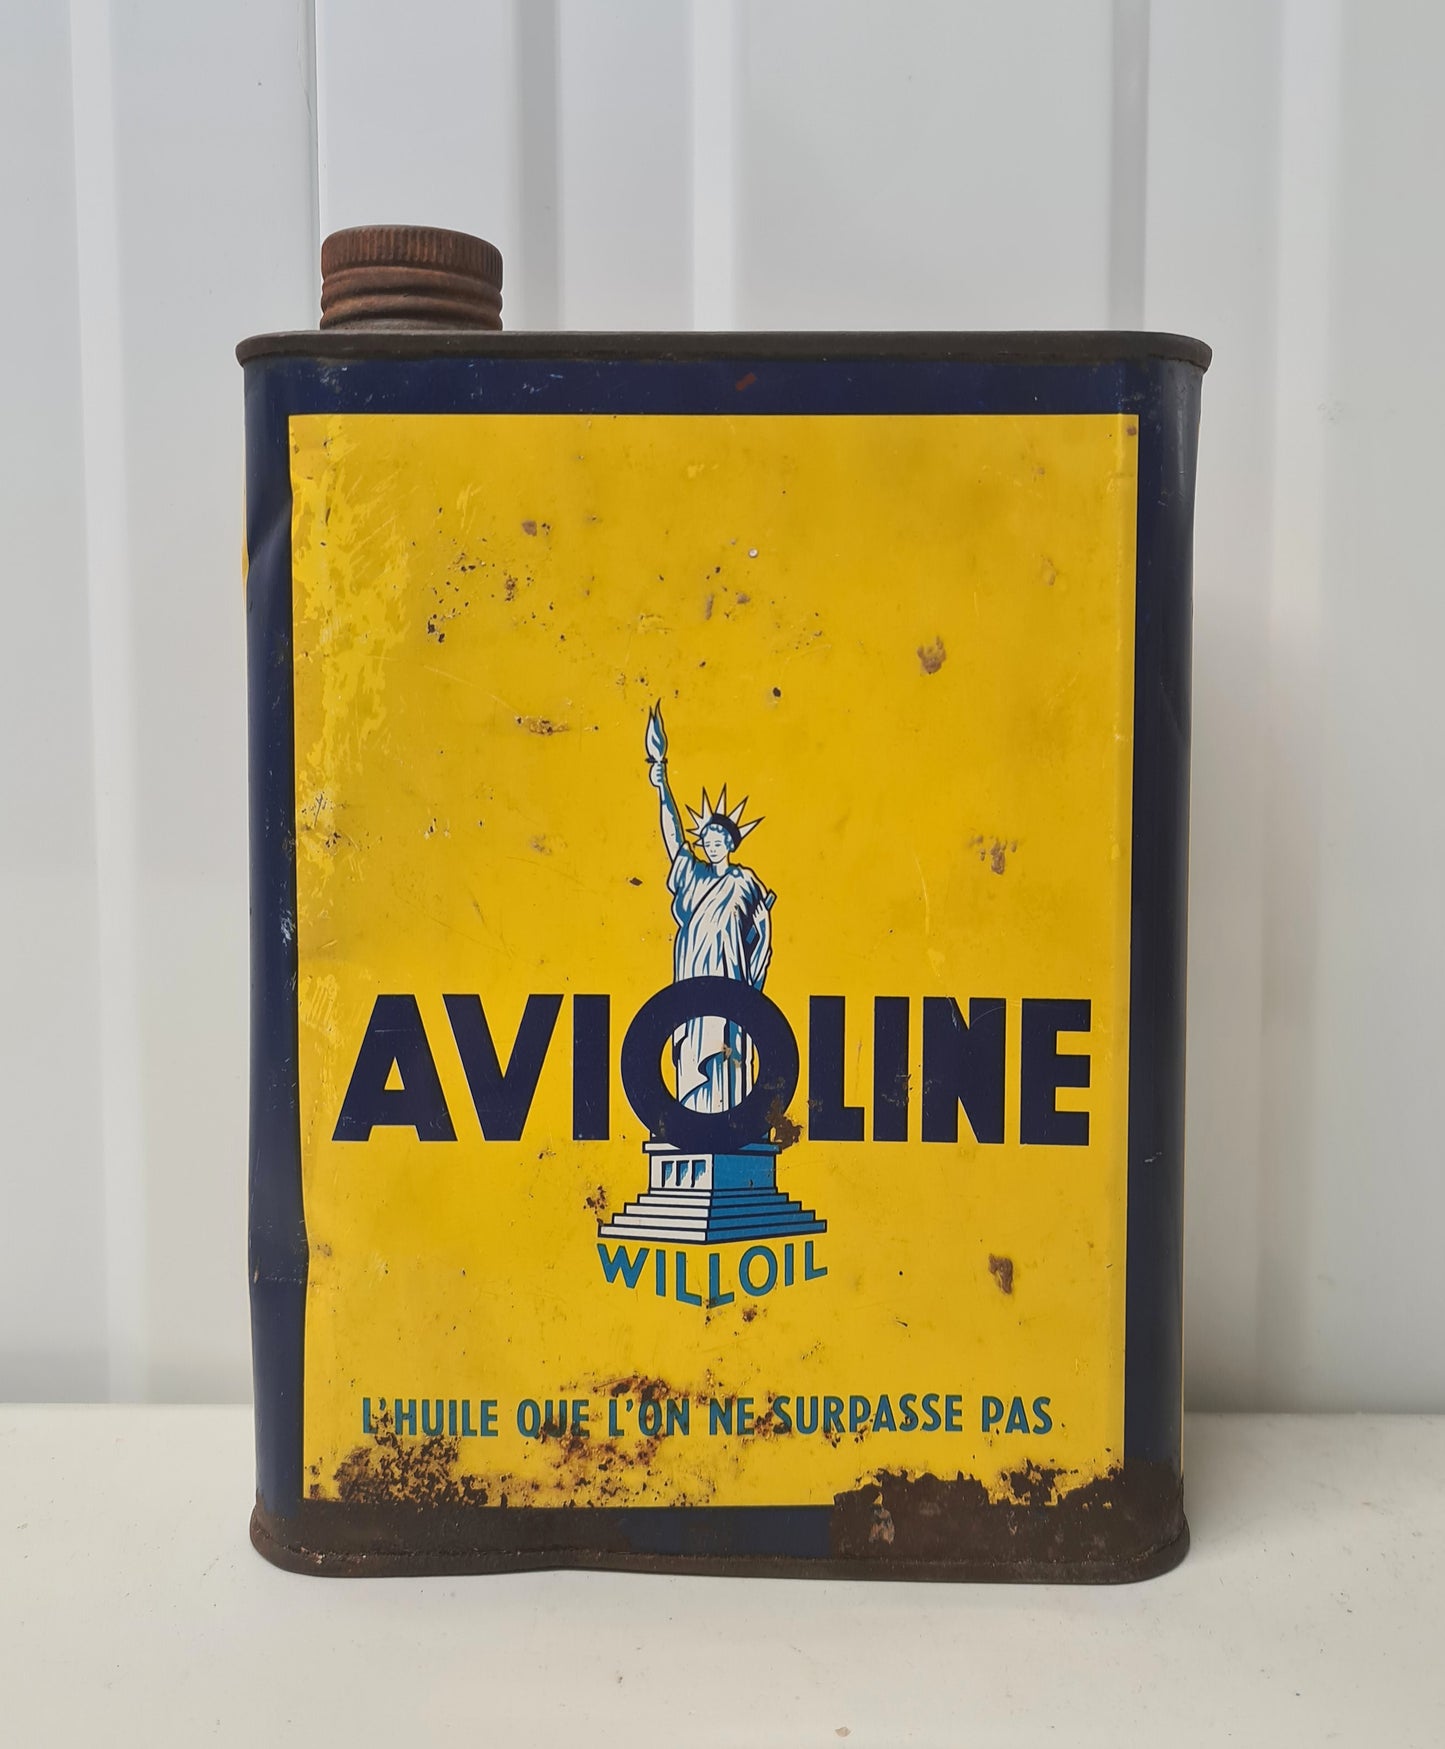 AVIOLINE
WILLOIL
L'HUILE QUE L'ON NE SURPASSE PAS